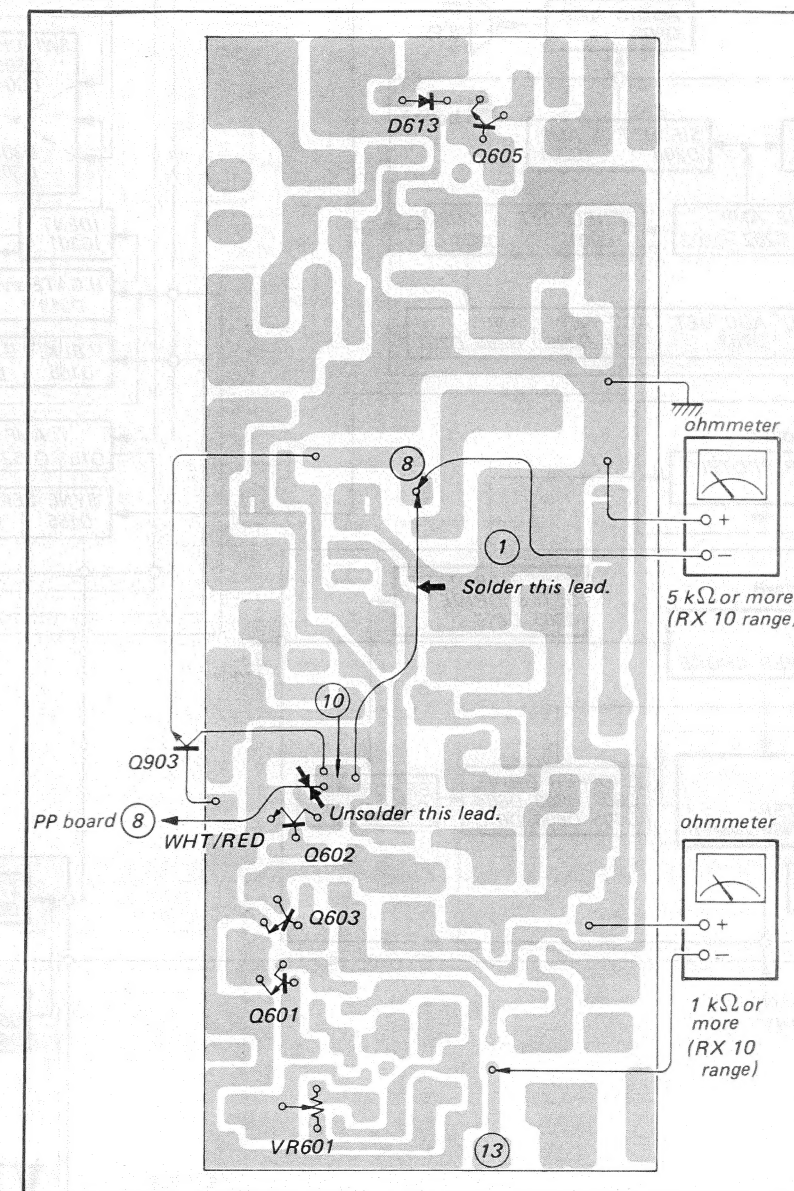 D613
Q605
ohmmeter
8
+
1
−
Solder this lead.
5 kΩ or more
(RX 10 range)
10
Q903
PP board 8
Unsolder this lead.
WHT/RED
Q602
ohmmeter
Q603
+
−
Q601
1 kΩ or
more
(RX 10
range)
VR601
13